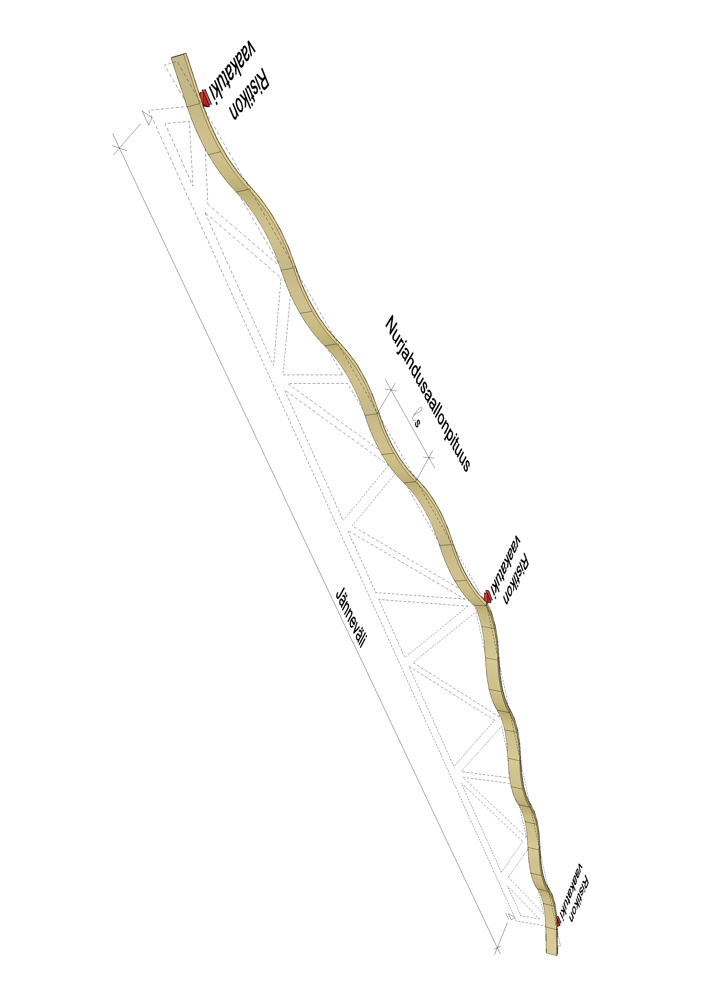 Ristikon
vaakatuki
Nurjahdusaallonpituus
ℓs
Ristikon
vaakatuki
Jänneväli
Ristikon
vaakatuki